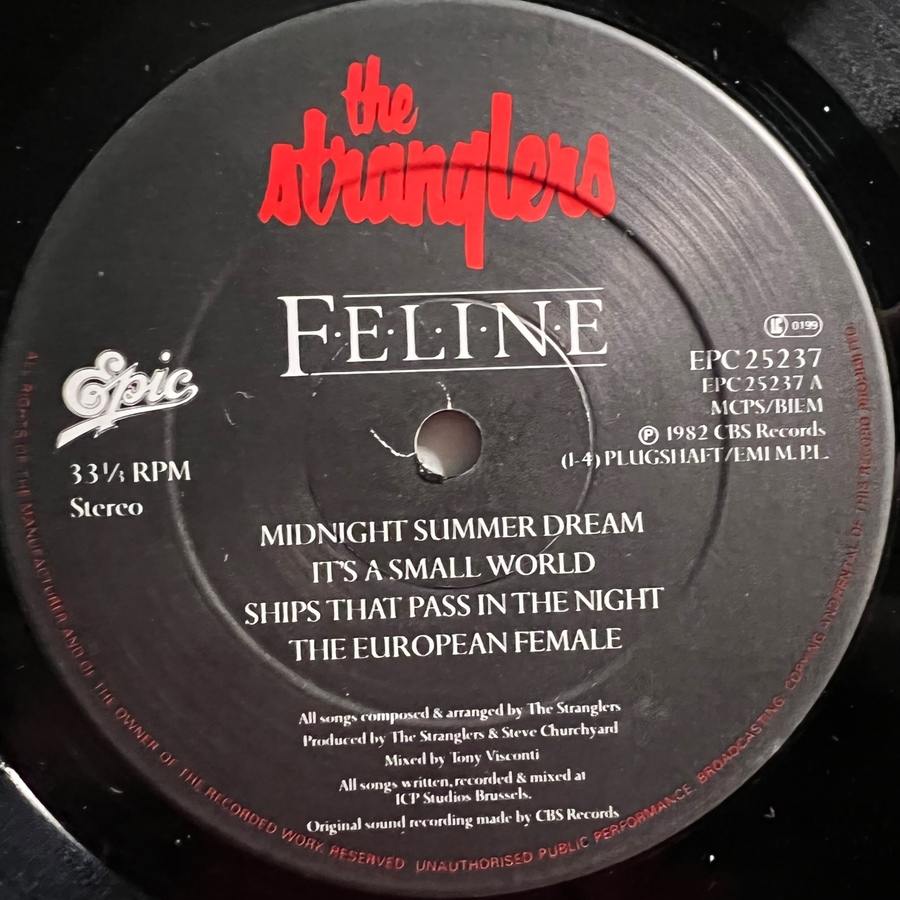 the
stranglers
F·E·L·I·N·E
Epic
33⅓ RPM
Stereo
LC 0199
EPC 25237
EPC 25237 A
MCPS/BIEM
Ⓟ 1982 CBS Records
(1-4) PLUGSHAFT/EMI M.P.L.
MIDNIGHT SUMMER DREAM
IT'S A SMALL WORLD
SHIPS THAT PASS IN THE NIGHT
THE EUROPEAN FEMALE
All songs composed & arranged by The Stranglers
Produced by The Stranglers & Steve Churchyard
Mixed by Tony Visconti
All songs written, recorded & mixed at
ICP Studios Brussels.
Original sound recording made by CBS Records
ALL RIGHTS OF THE MANUFACTURER AND OF THE OWNER OF THE RECORDED WORK RESERVED UNAUTHORISED PUBLIC PERFORMANCE BROADCASTING COPYING AND RENTAL OF THIS RECORD PROHIBITED